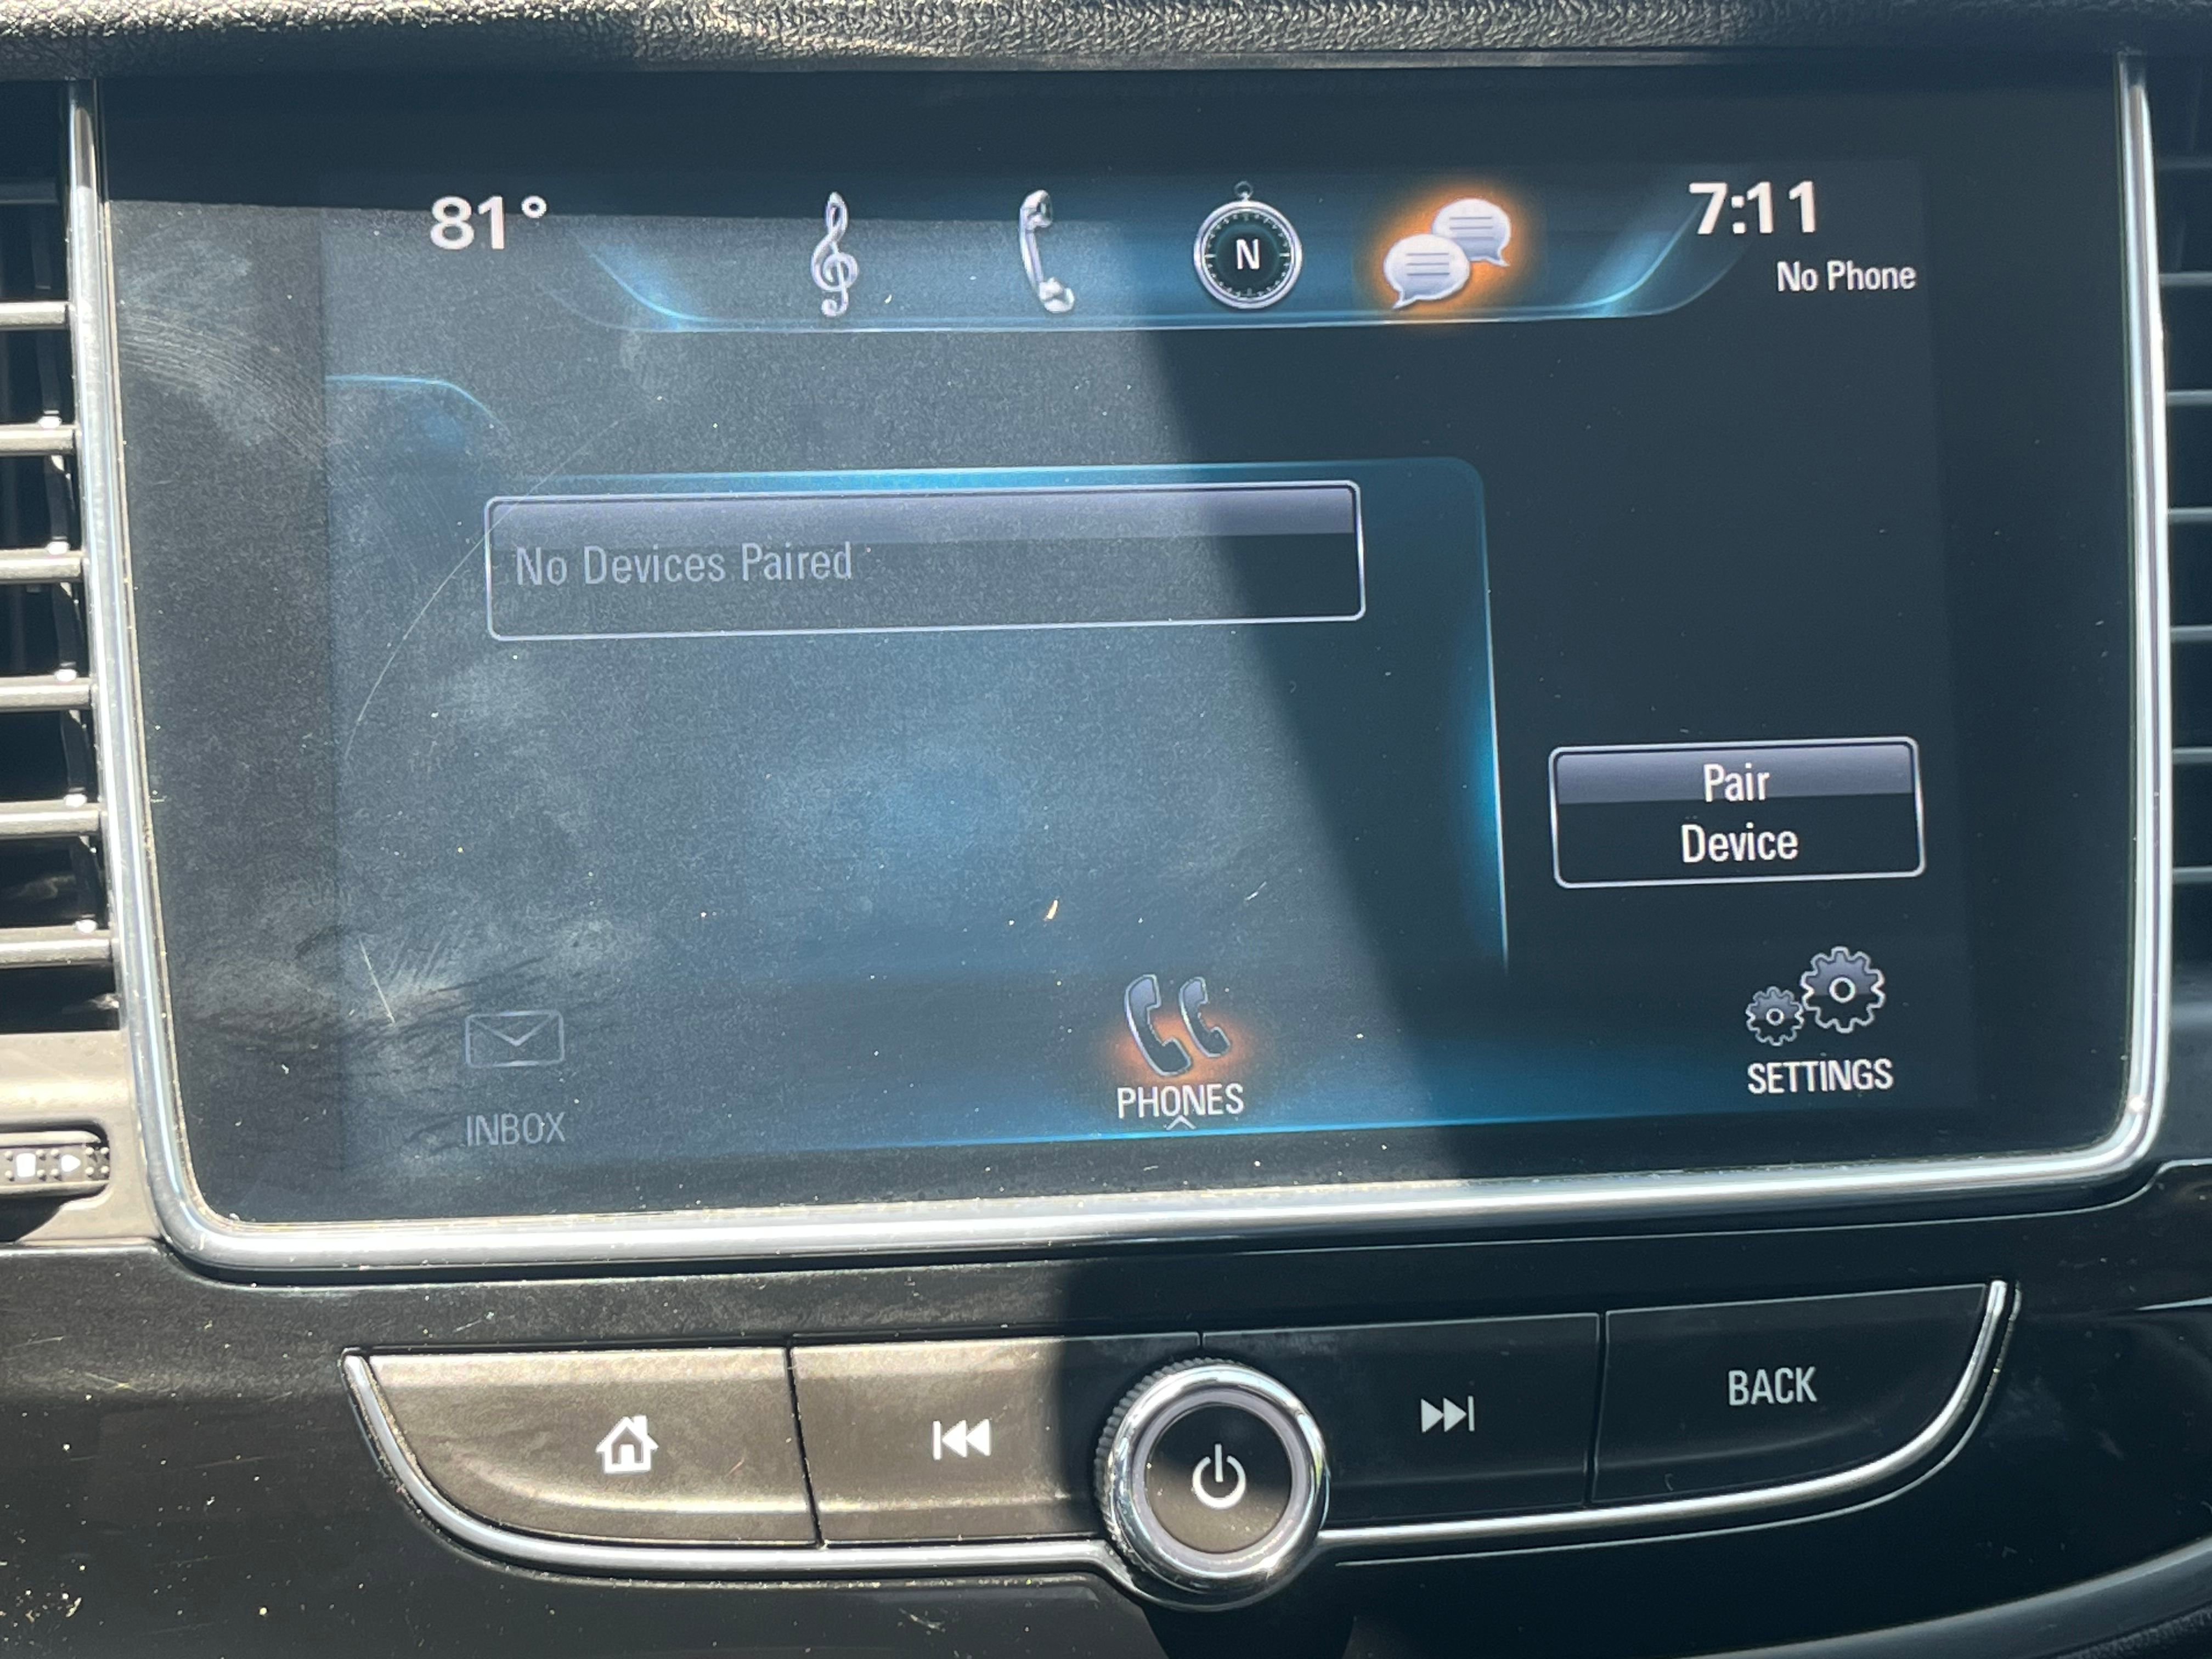 81°
N
7:11
No Phone
No Devices Paired
Pair
Device
INBOX
PHONES
SETTINGS
BACK